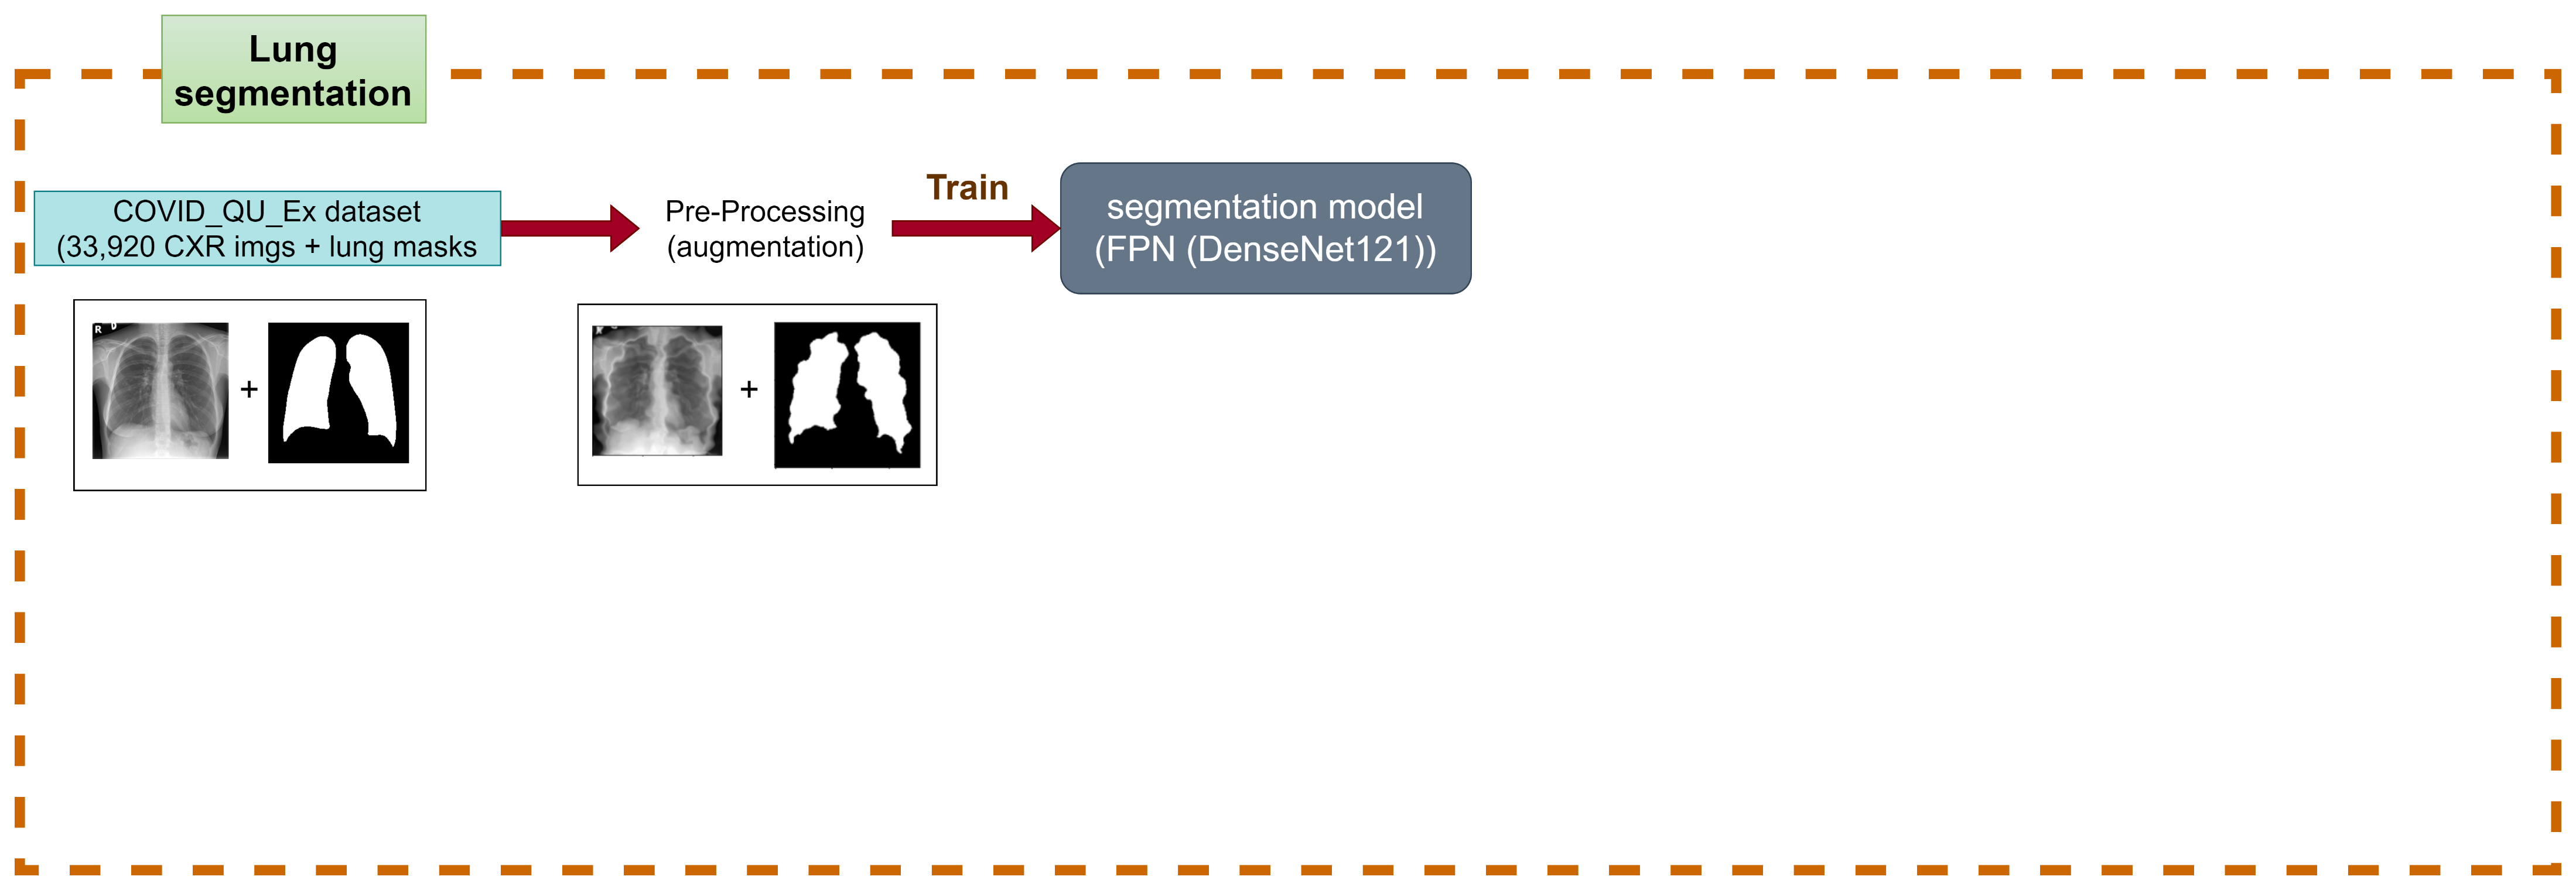 Lung
segmentation
COVID_QU_Ex dataset
(33,920 CXR imgs + lung masks
Pre-Processing
(augmentation)
Train
segmentation model
(FPN (DenseNet121))
R D
+
+